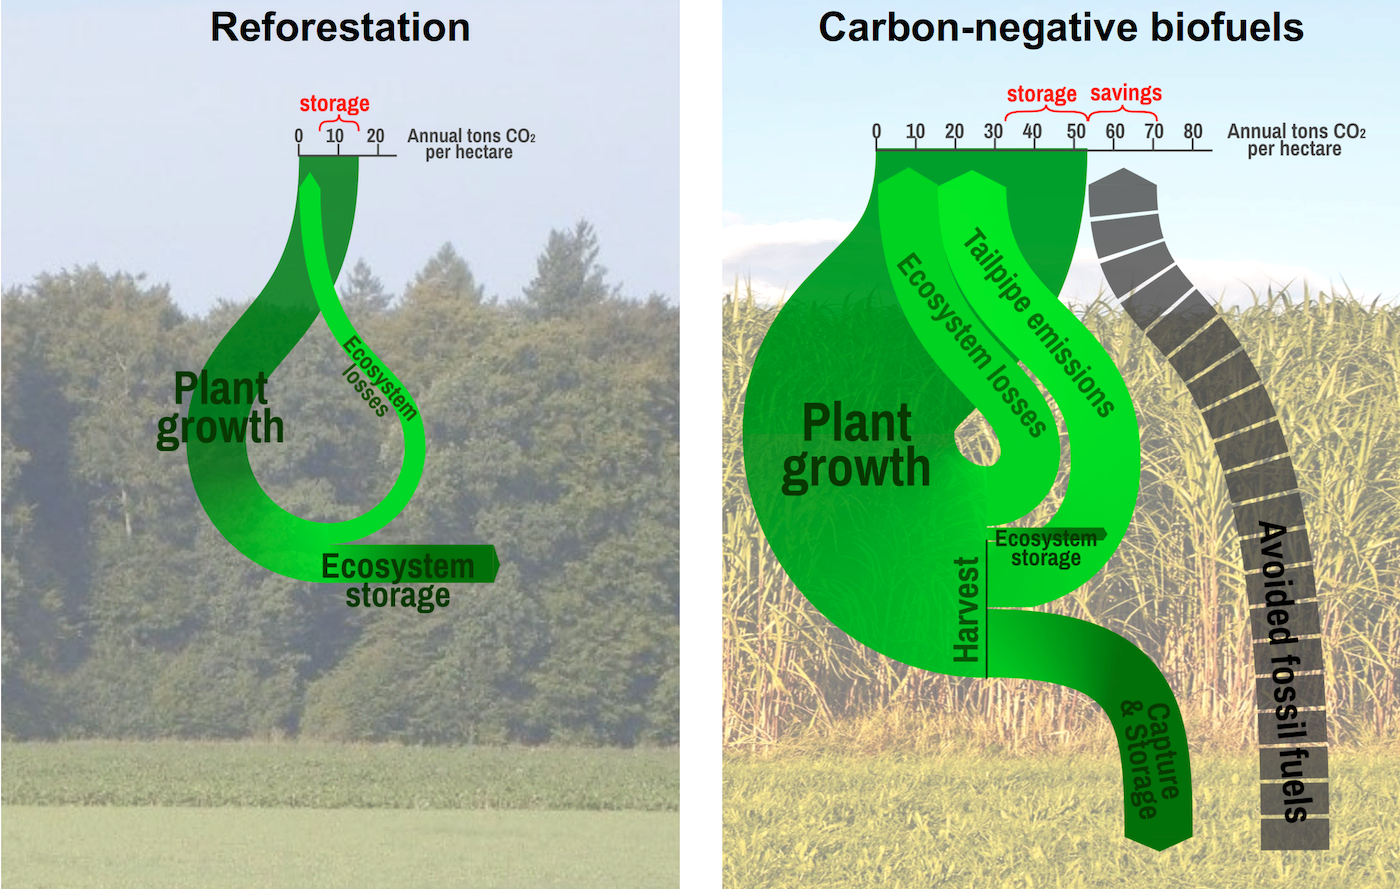 Reforestation
storage
0 10 20
Annual tons CO₂
per hectare
Plant
growth
Ecosystem
losses
Ecosystem
storage
Carbon-negative biofuels
storage savings
0 10 20 30 40 50 60 70 80
Annual tons CO₂
per hectare
Plant
growth
Ecosystem losses
Tailpipe emissions
Ecosystem
storage
Harvest
Capture
& Storage
Avoided fossil fuels